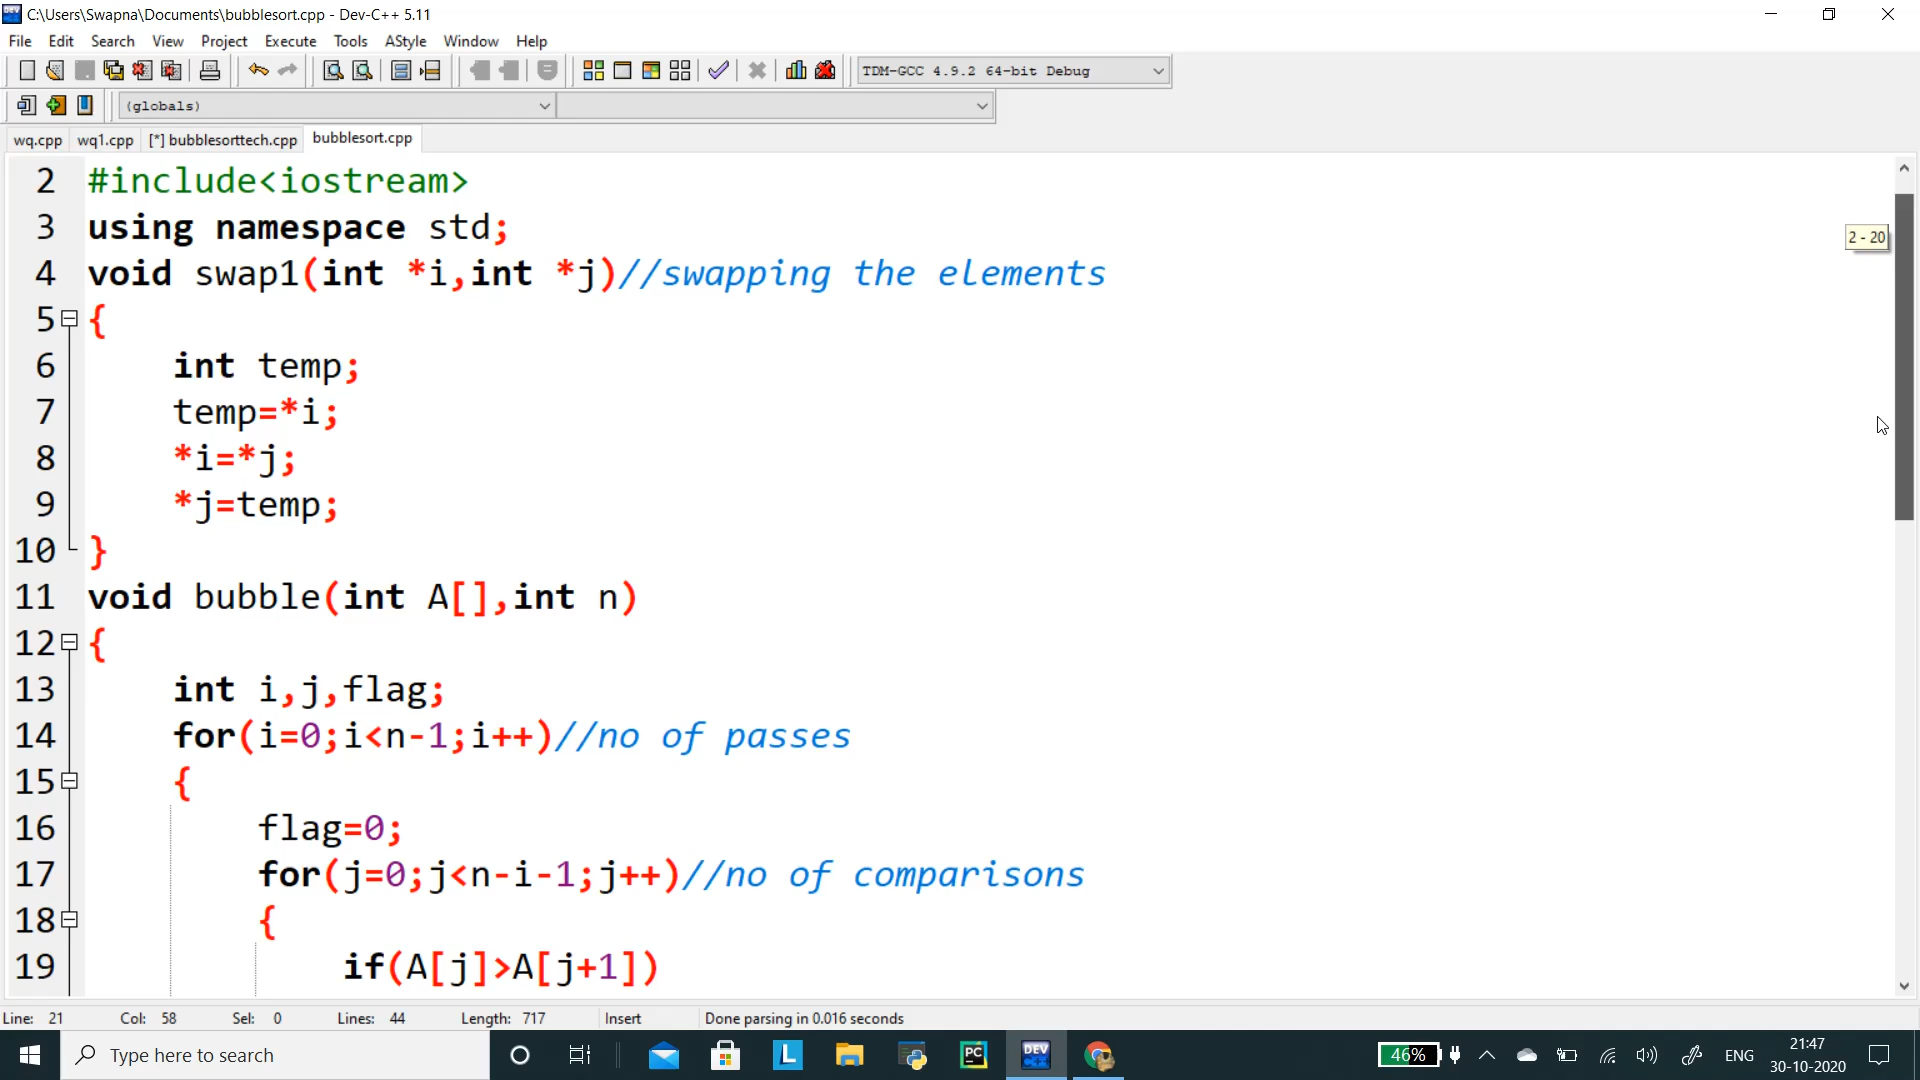 C:\Users\Swapna\Documents\bubblesort.cpp - Dev-C++ 5.11
File Edit Search View Project Execute Tools AStyle Window Help
TDM-GCC 4.9.2 64-bit Debug
(globals)
wq.cpp wq1.cpp [*] bubblesorttech.cpp bubblesort.cpp
2 #include<iostream>
3 using namespace std;
2 - 20
4 void swap1(int *i,int *j)//swapping the elements
5 {
6 int temp;
7 temp=*i;
8 *i=*j;
9 *j=temp;
10 }
11 void bubble(int A[],int n)
12 {
13 int i,j,flag;
14 for(i=0;i<n-1;i++)//no of passes
15 {
16 flag=0;
17 for(j=0;j<n-i-1;j++)//no of comparisons
18 {
19 if(A[j]>A[j+1])
Line: 21 Col: 58 Sel: 0 Lines: 44 Length: 717 Insert Done parsing in 0.016 seconds
Type here to search
L
PC
DEV
46%
ENG
21:47
30-10-2020